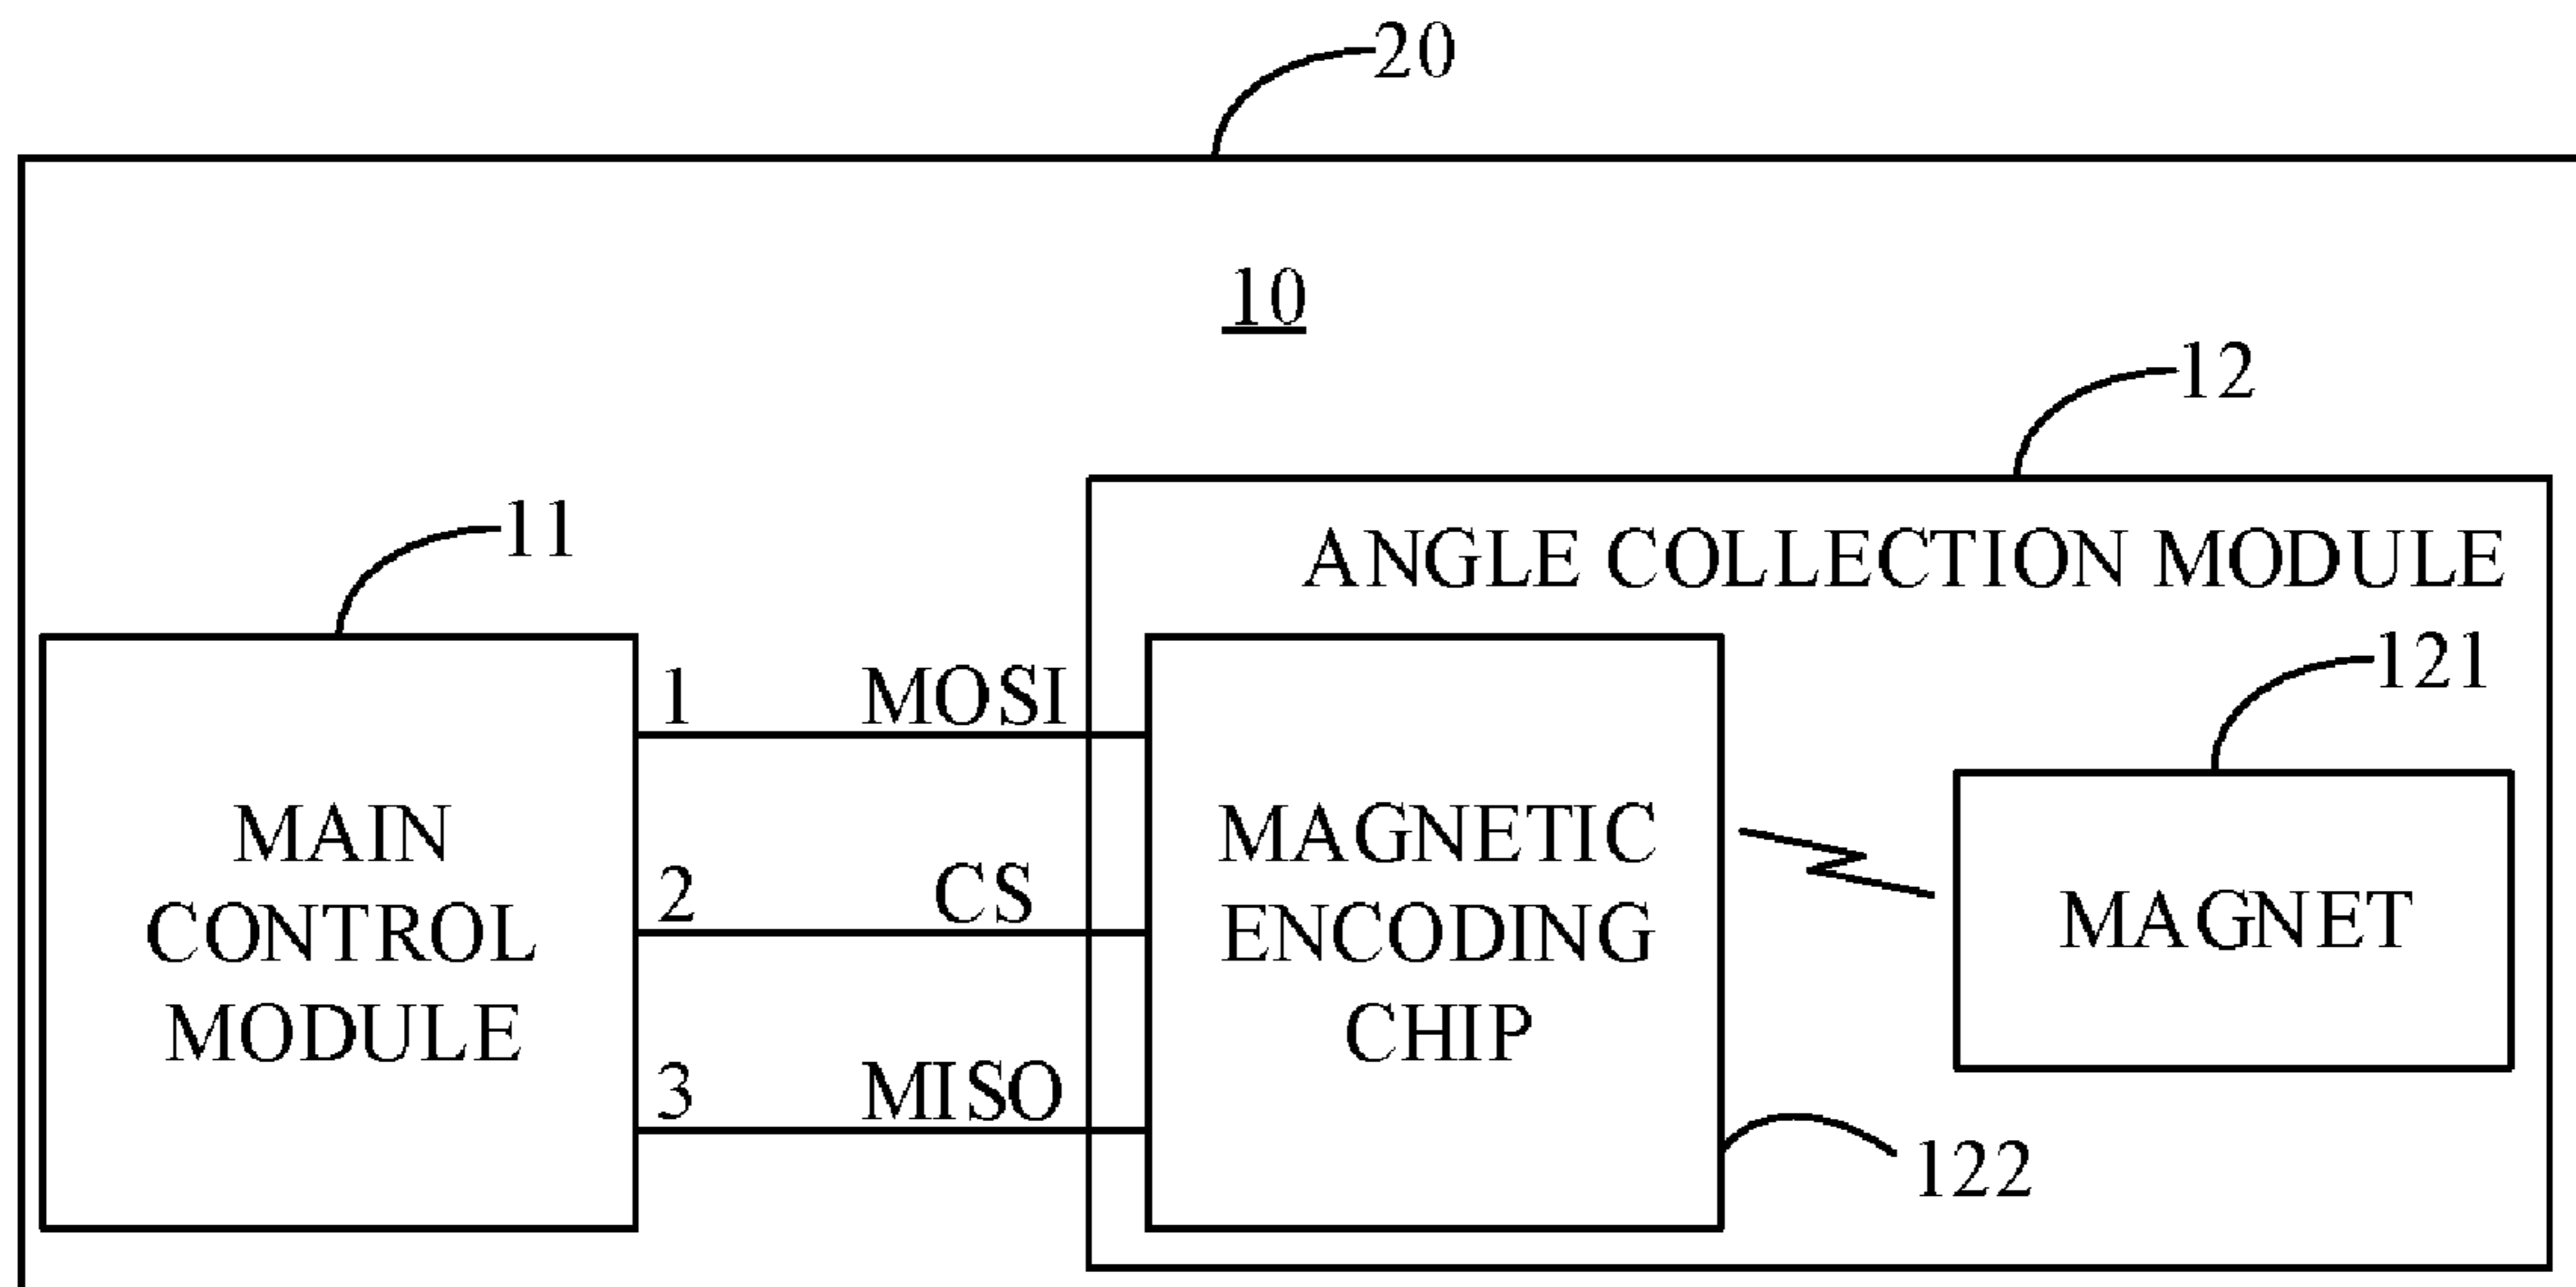 20
10
12
11
ANGLE COLLECTION MODULE
121
1 MOSI
MAIN
CONTROL
MODULE
2 CS
MAGNETIC
ENCODING
CHIP
MAGNET
3 MISO
122